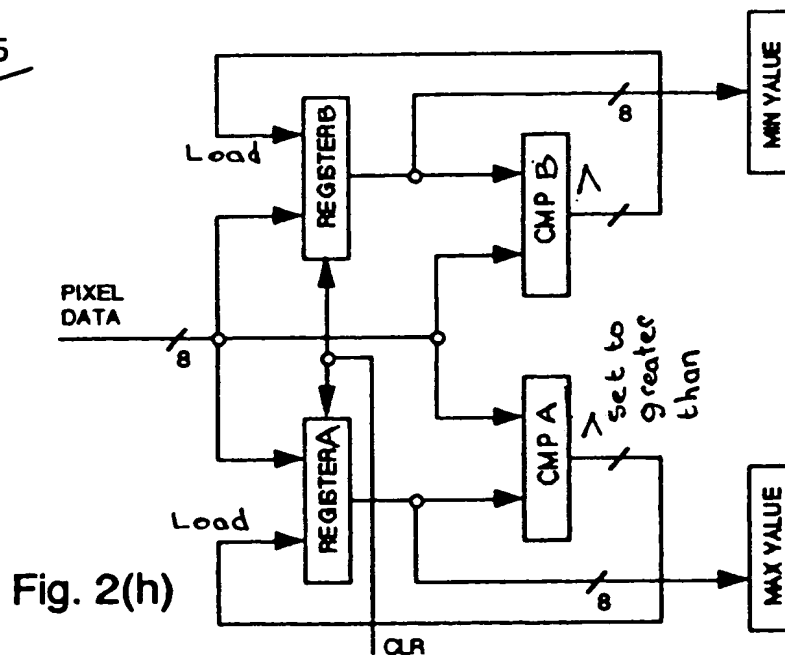 5
MIN VALUE
8
Load
REGISTER B
CMP B
>
PIXEL
DATA
8
set to
greater
than
>
CMP A
REGISTER A
Load
8
MAX VALUE
Fig. 2(h)
CLR